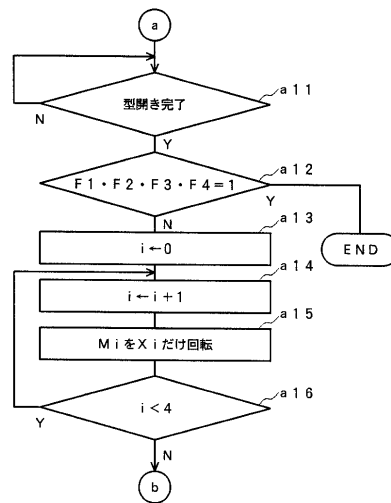 a
型開き完了
a11
N
Y
F1・F2・F3・F4=1
a12
Y
N
a13
i←0
END
a14
i←i+1
a15
MiをXiだけ回転
a16
i<4
Y
N
b